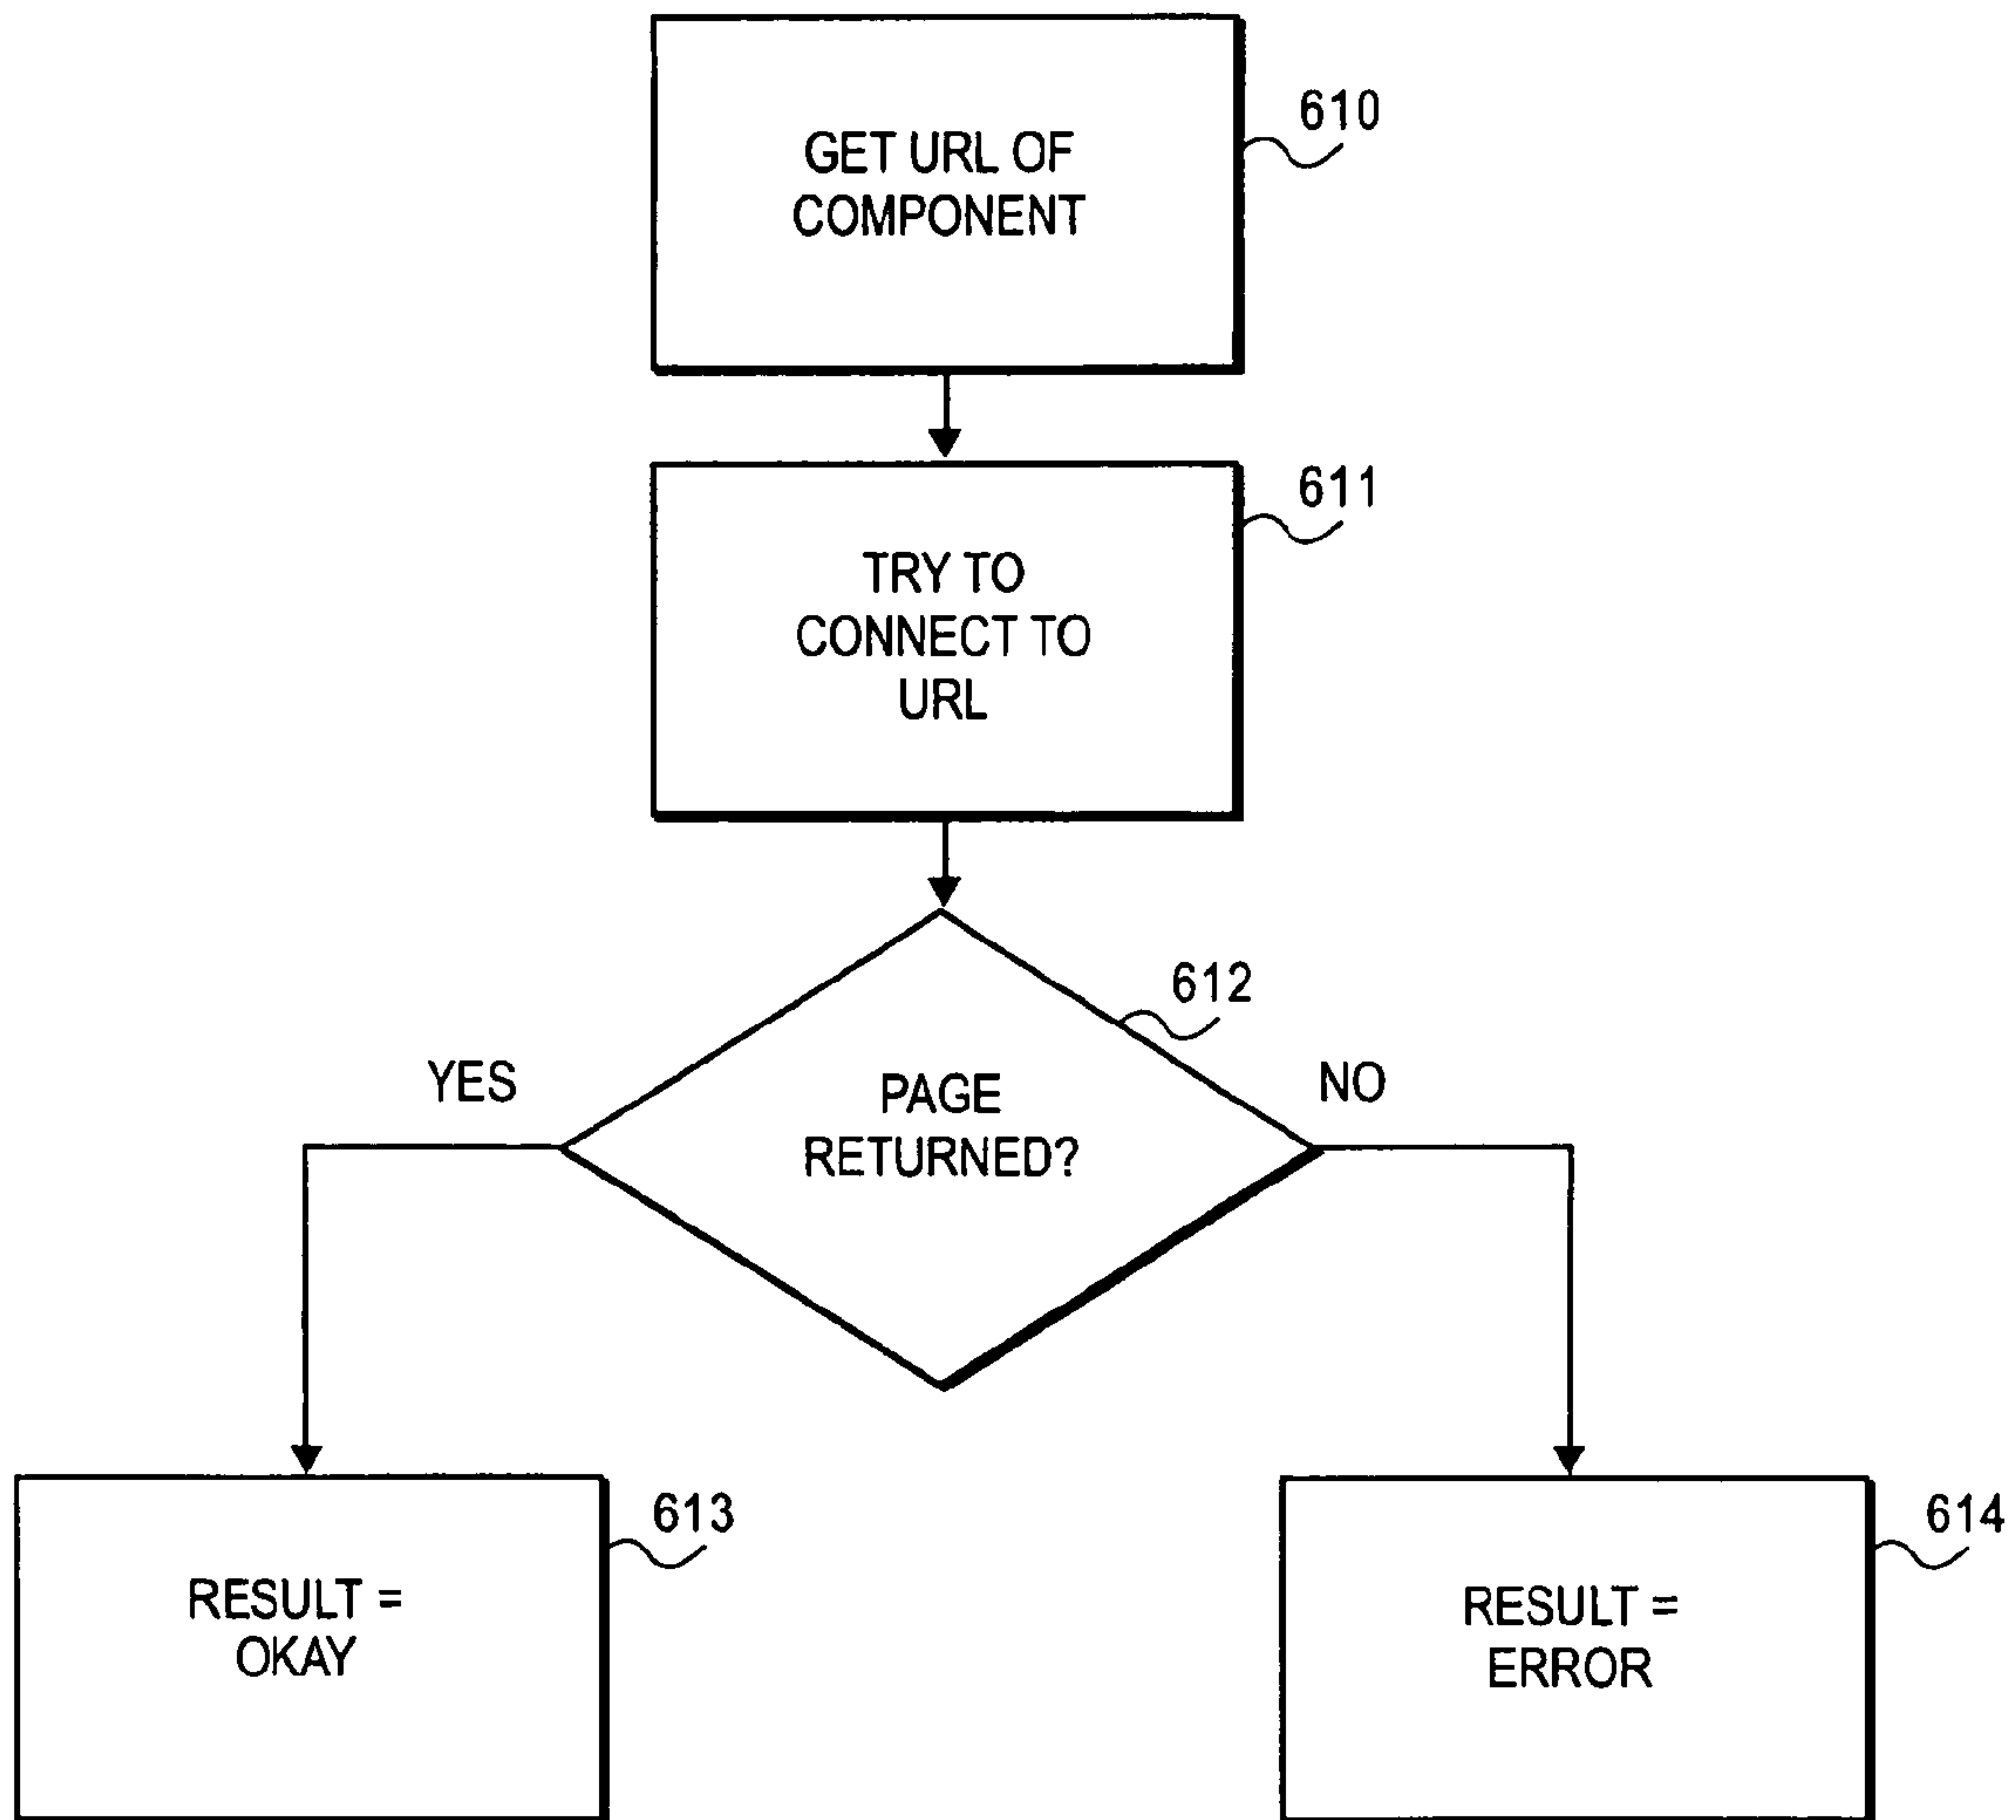 GET URL OF
COMPONENT
610
TRY TO
CONNECT TO
URL
611
612
YES
PAGE
RETURNED?
NO
RESULT =
OKAY
613
RESULT =
ERROR
614